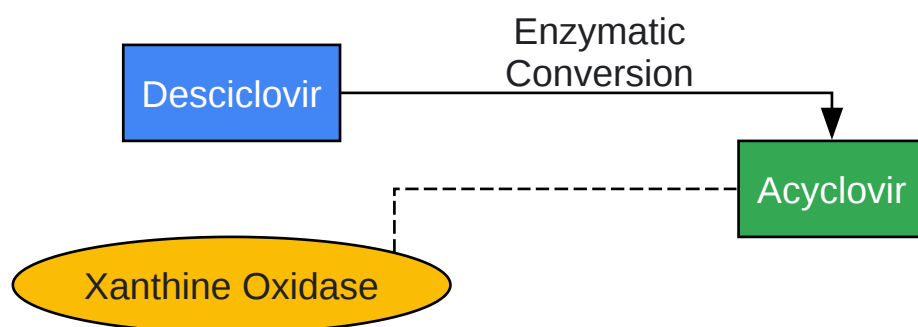 Enzymatic
Conversion
Desciclovir
Acyclovir
Xanthine Oxidase